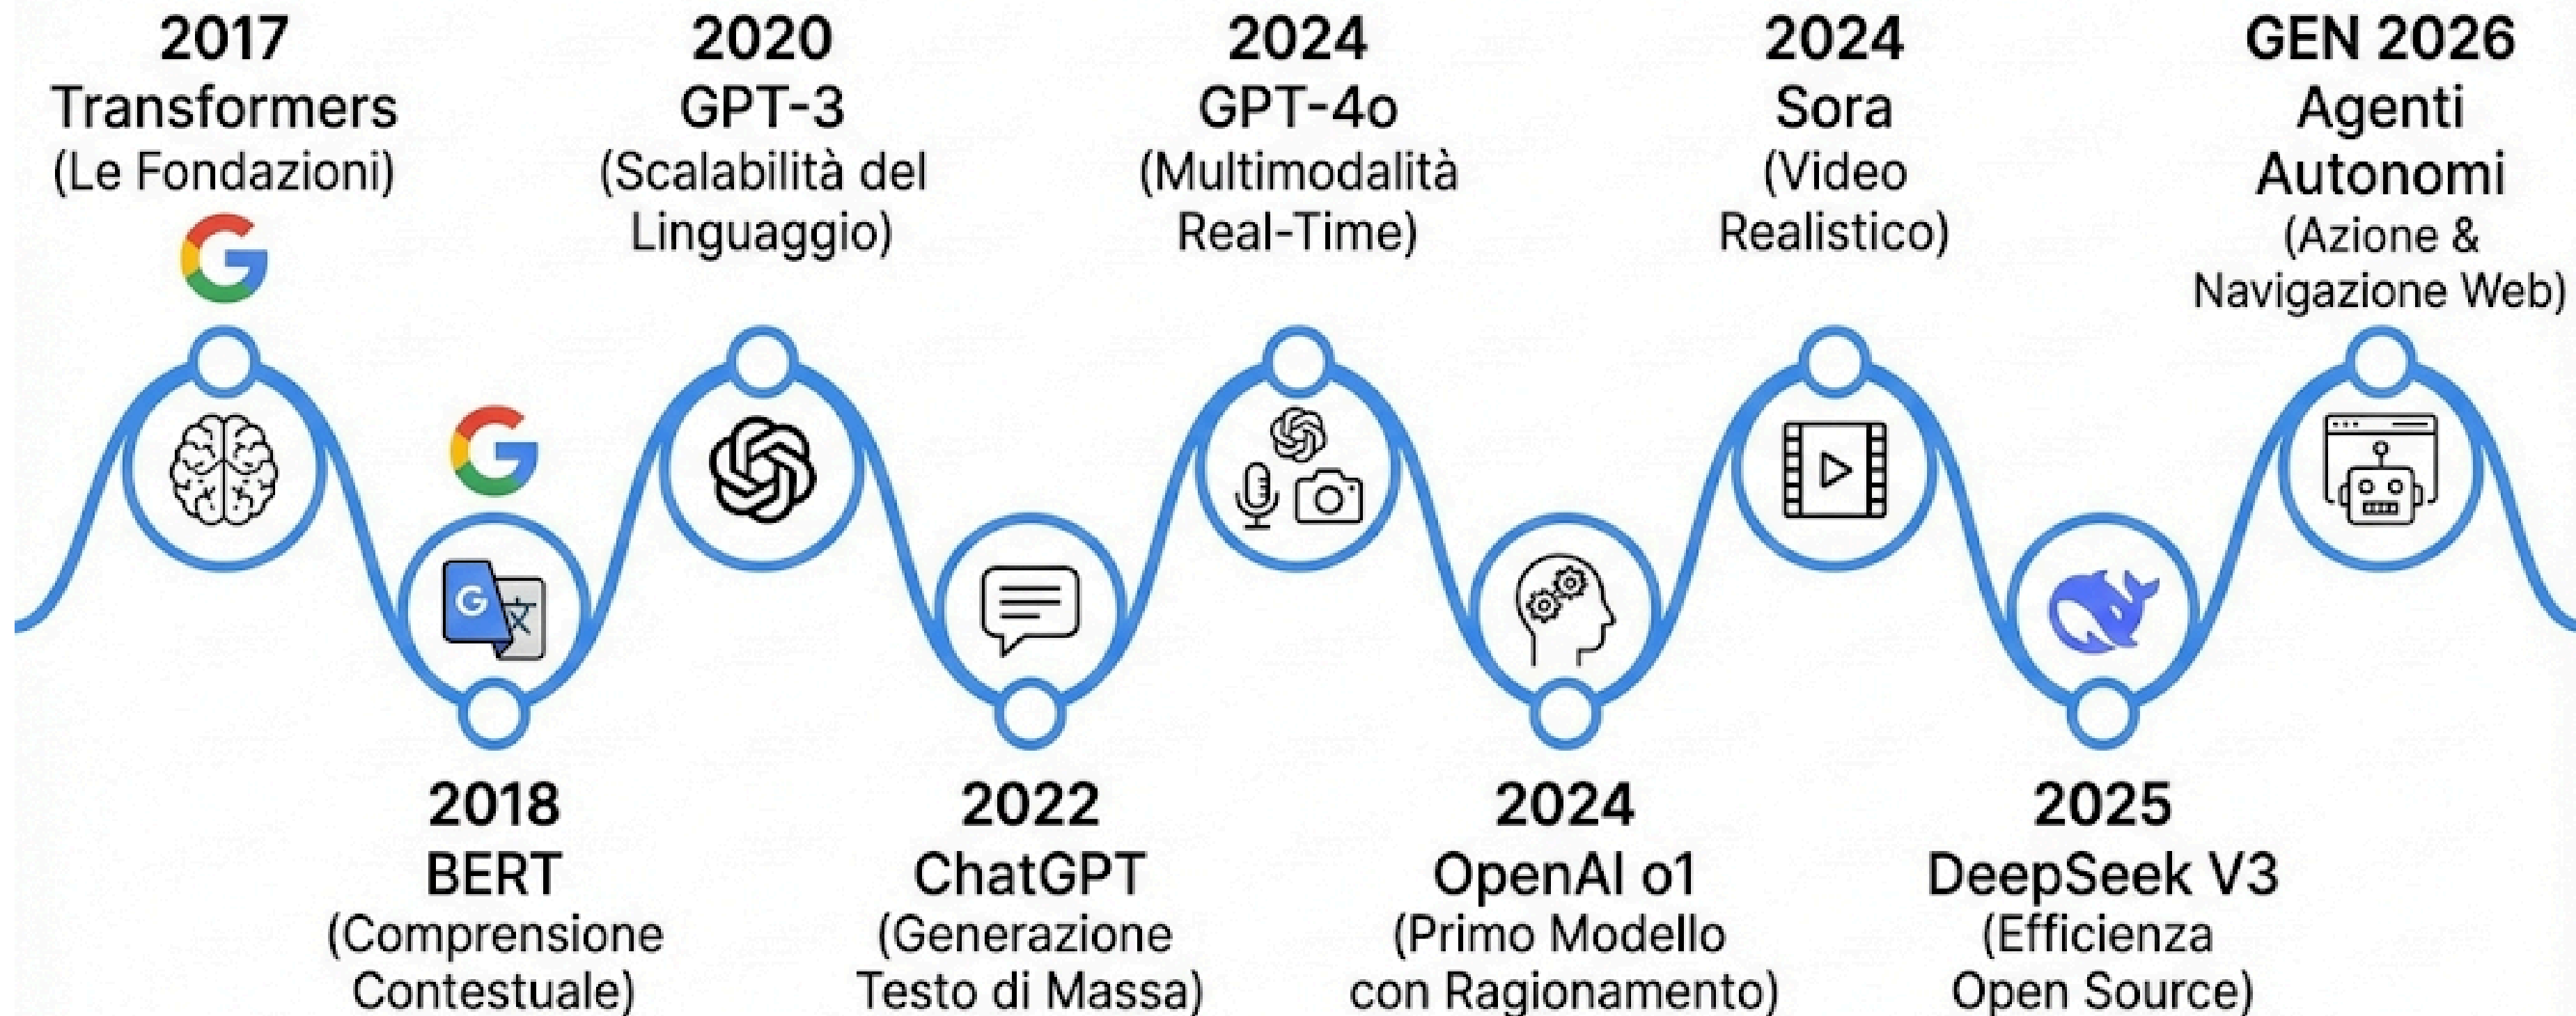 2017
Transformers
(Le Fondazioni)
2018
BERT
(Comprensione
Contestuale)
2020
GPT-3
(Scalabilità del
Linguaggio)
2022
ChatGPT
(Generazione
Testo di Massa)
2024
GPT-4o
(Multimodalità
Real-Time)
2024
OpenAI o1
(Primo Modello
con Ragionamento)
2024
Sora
(Video
Realistico)
2025
DeepSeek V3
(Efficienza
Open Source)
GEN 2026
Agenti
Autonomi
(Azione &
Navigazione Web)
G
G
G
文